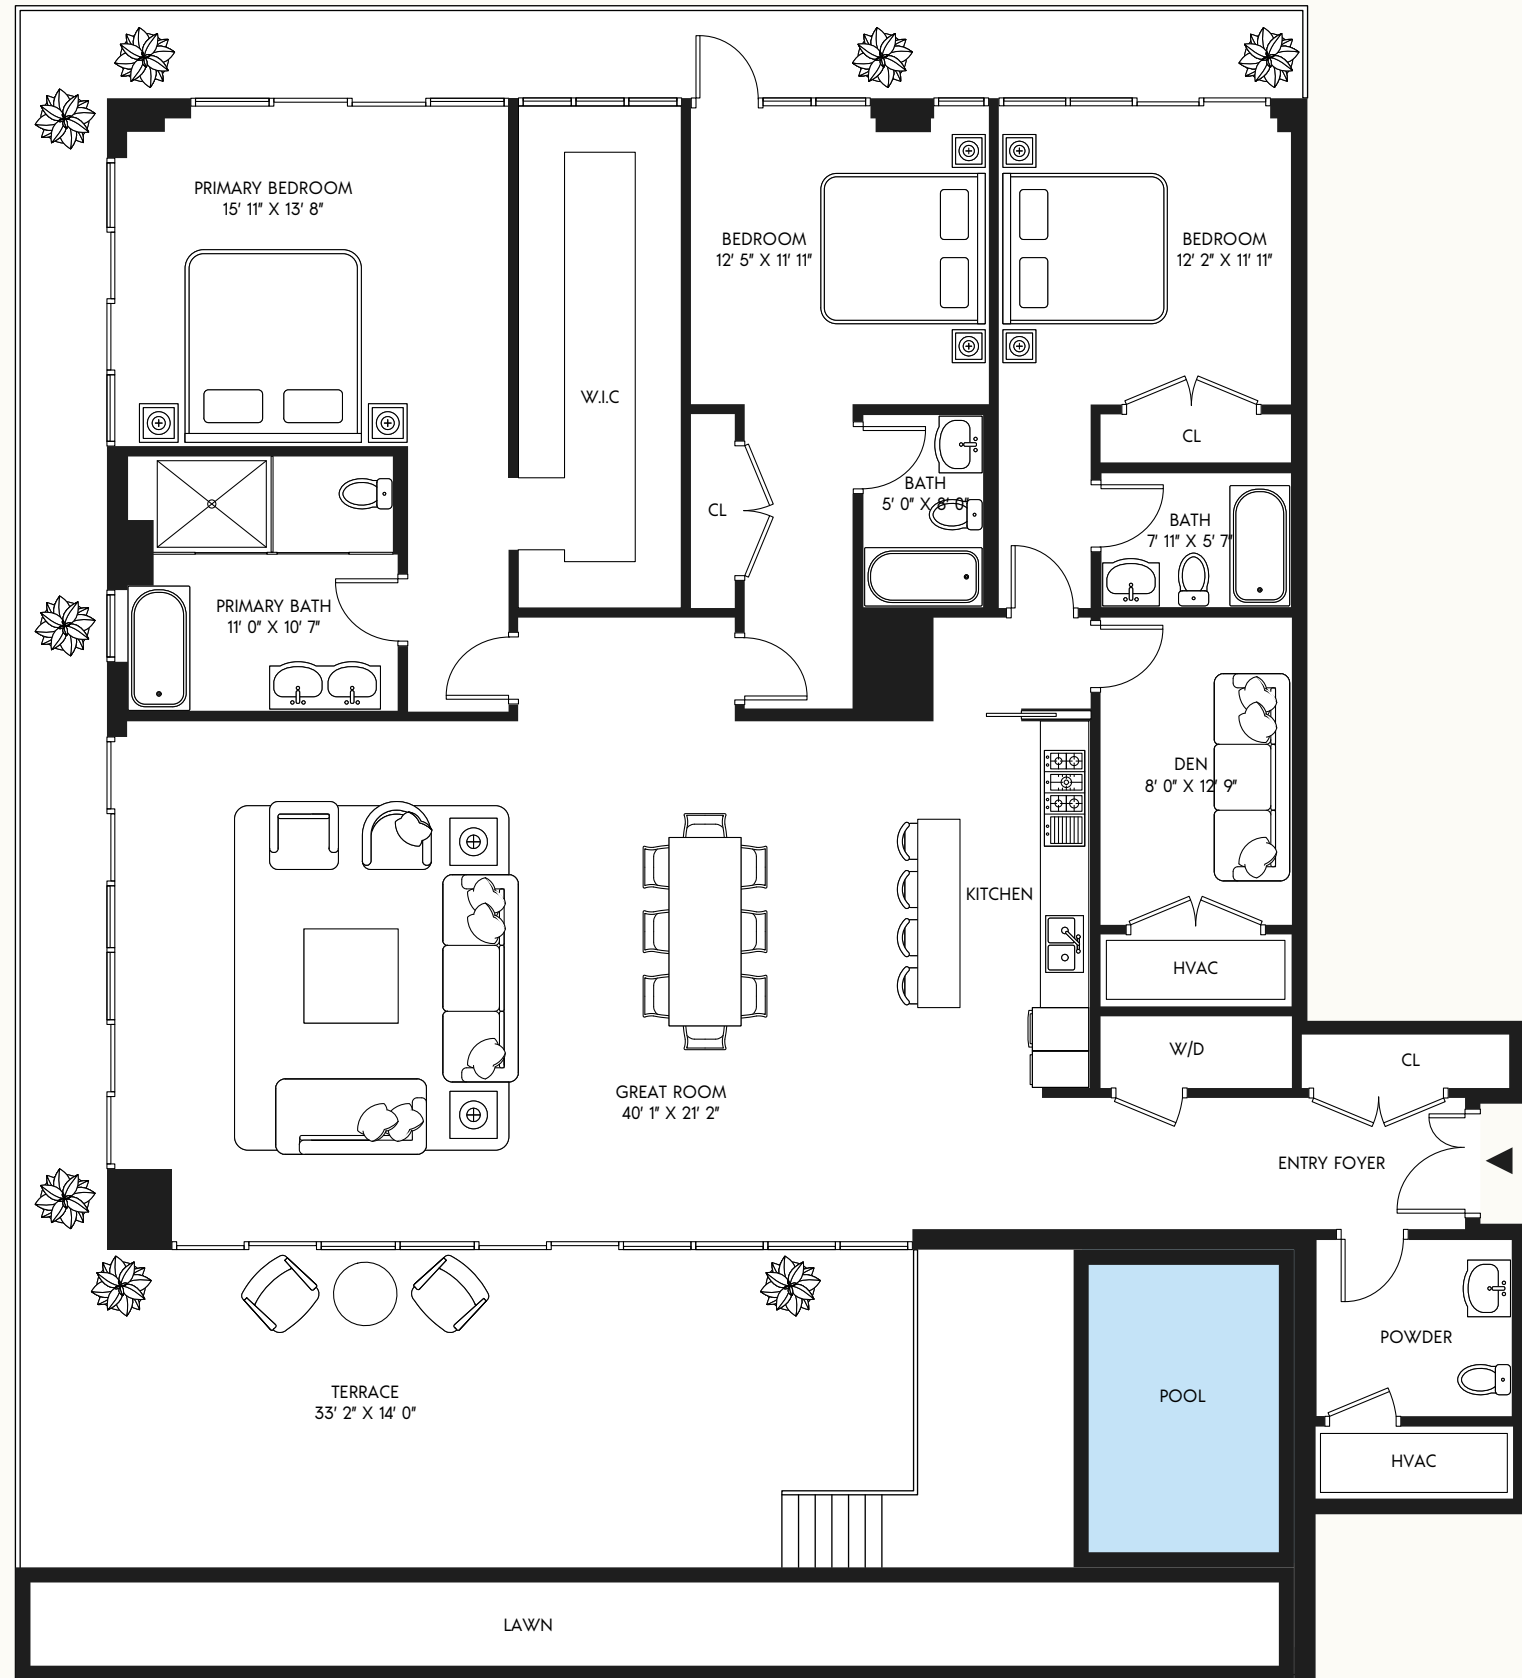 PRIMARY BEDROOM
15' 11" X 13' 8"
BEDROOM
12' 5" X 11' 11"
BEDROOM
12' 2" X 11' 11"
W.I.C
CL
CL
BATH
5' 0" X 8' 0"
BATH
7' 11" X 5' 7"
PRIMARY BATH
11' 0" X 10' 7"
DEN
8' 0" X 12' 9"
KITCHEN
HVAC
W/D
CL
GREAT ROOM
40' 1" X 21' 2"
ENTRY FOYER
POWDER
TERRACE
33' 2" X 14' 0"
POOL
HVAC
LAWN